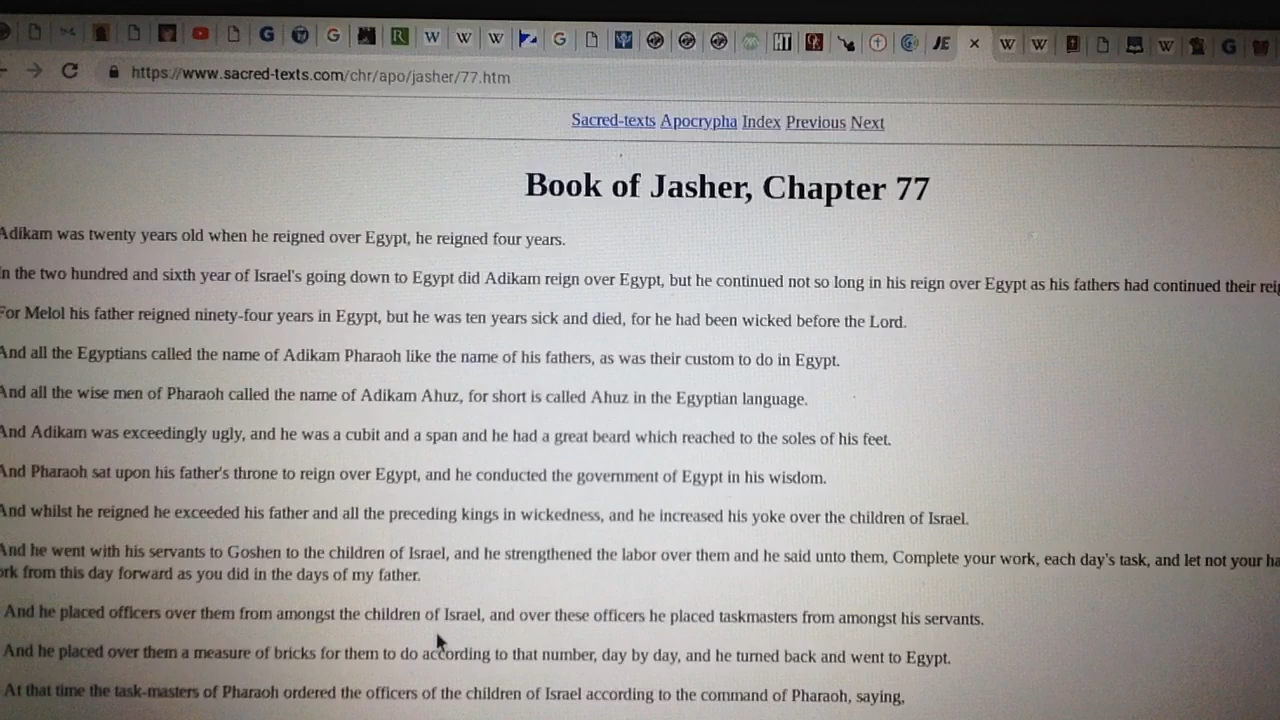 https://www.sacred-texts.com/chr/apo/jasher/77.htm
Sacred-texts Apocrypha Index Previous Next
Book of Jasher, Chapter 77
Adikam was twenty years old when he reigned over Egypt, he reigned four years.
In the two hundred and sixth year of Israel's going down to Egypt did Adikam reign over Egypt, but he continued not so long in his reign over Egypt as his fathers had continued their
For Melol his father reigned ninety-four years in Egypt, but he was ten years sick and died, for he had been wicked before the Lord.
And all the Egyptians called the name of Adikam Pharaoh like the name of his fathers, as was their custom to do in Egypt.
And all the wise men of Pharaoh called the name of Adikam Ahuz, for short is called Ahuz in the Egyptian language.
And Adikam was exceedingly ugly, and he was a cubit and a span and he had a great beard which reached to the soles of his feet.
And Pharaoh sat upon his father's throne to reign over Egypt, and he conducted the government of Egypt in his wisdom.
And whilst he reigned he exceeded his father and all the preceding kings in wickedness, and he increased his yoke over the children of Israel.
And he went with his servants to Goshen to the children of Israel, and he strengthened the labor over them and he said unto them, Complete your work, each day's task, and let not your
ork from this day forward as you did in the days of my father.
And he placed officers over them from amongst the children of Israel, and over these officers he placed taskmasters from amongst his servants.
And he placed over them a measure of bricks for them to do according to that number, day by day, and he turned back and went to Egypt.
At that time the task-masters of Pharaoh ordered the officers of the children of Israel according to the command of Pharaoh, saying,